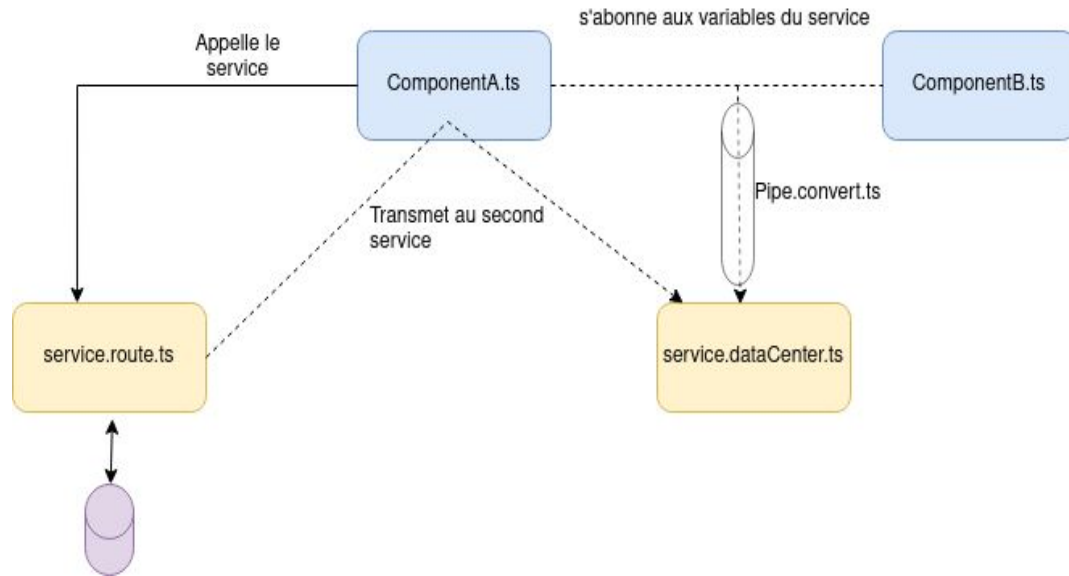 s'abonne aux variables du service
Appelle le
service
ComponentA.ts
ComponentB.ts
Pipe.convert.ts
Transmet au second
service
service.route.ts
service.dataCenter.ts